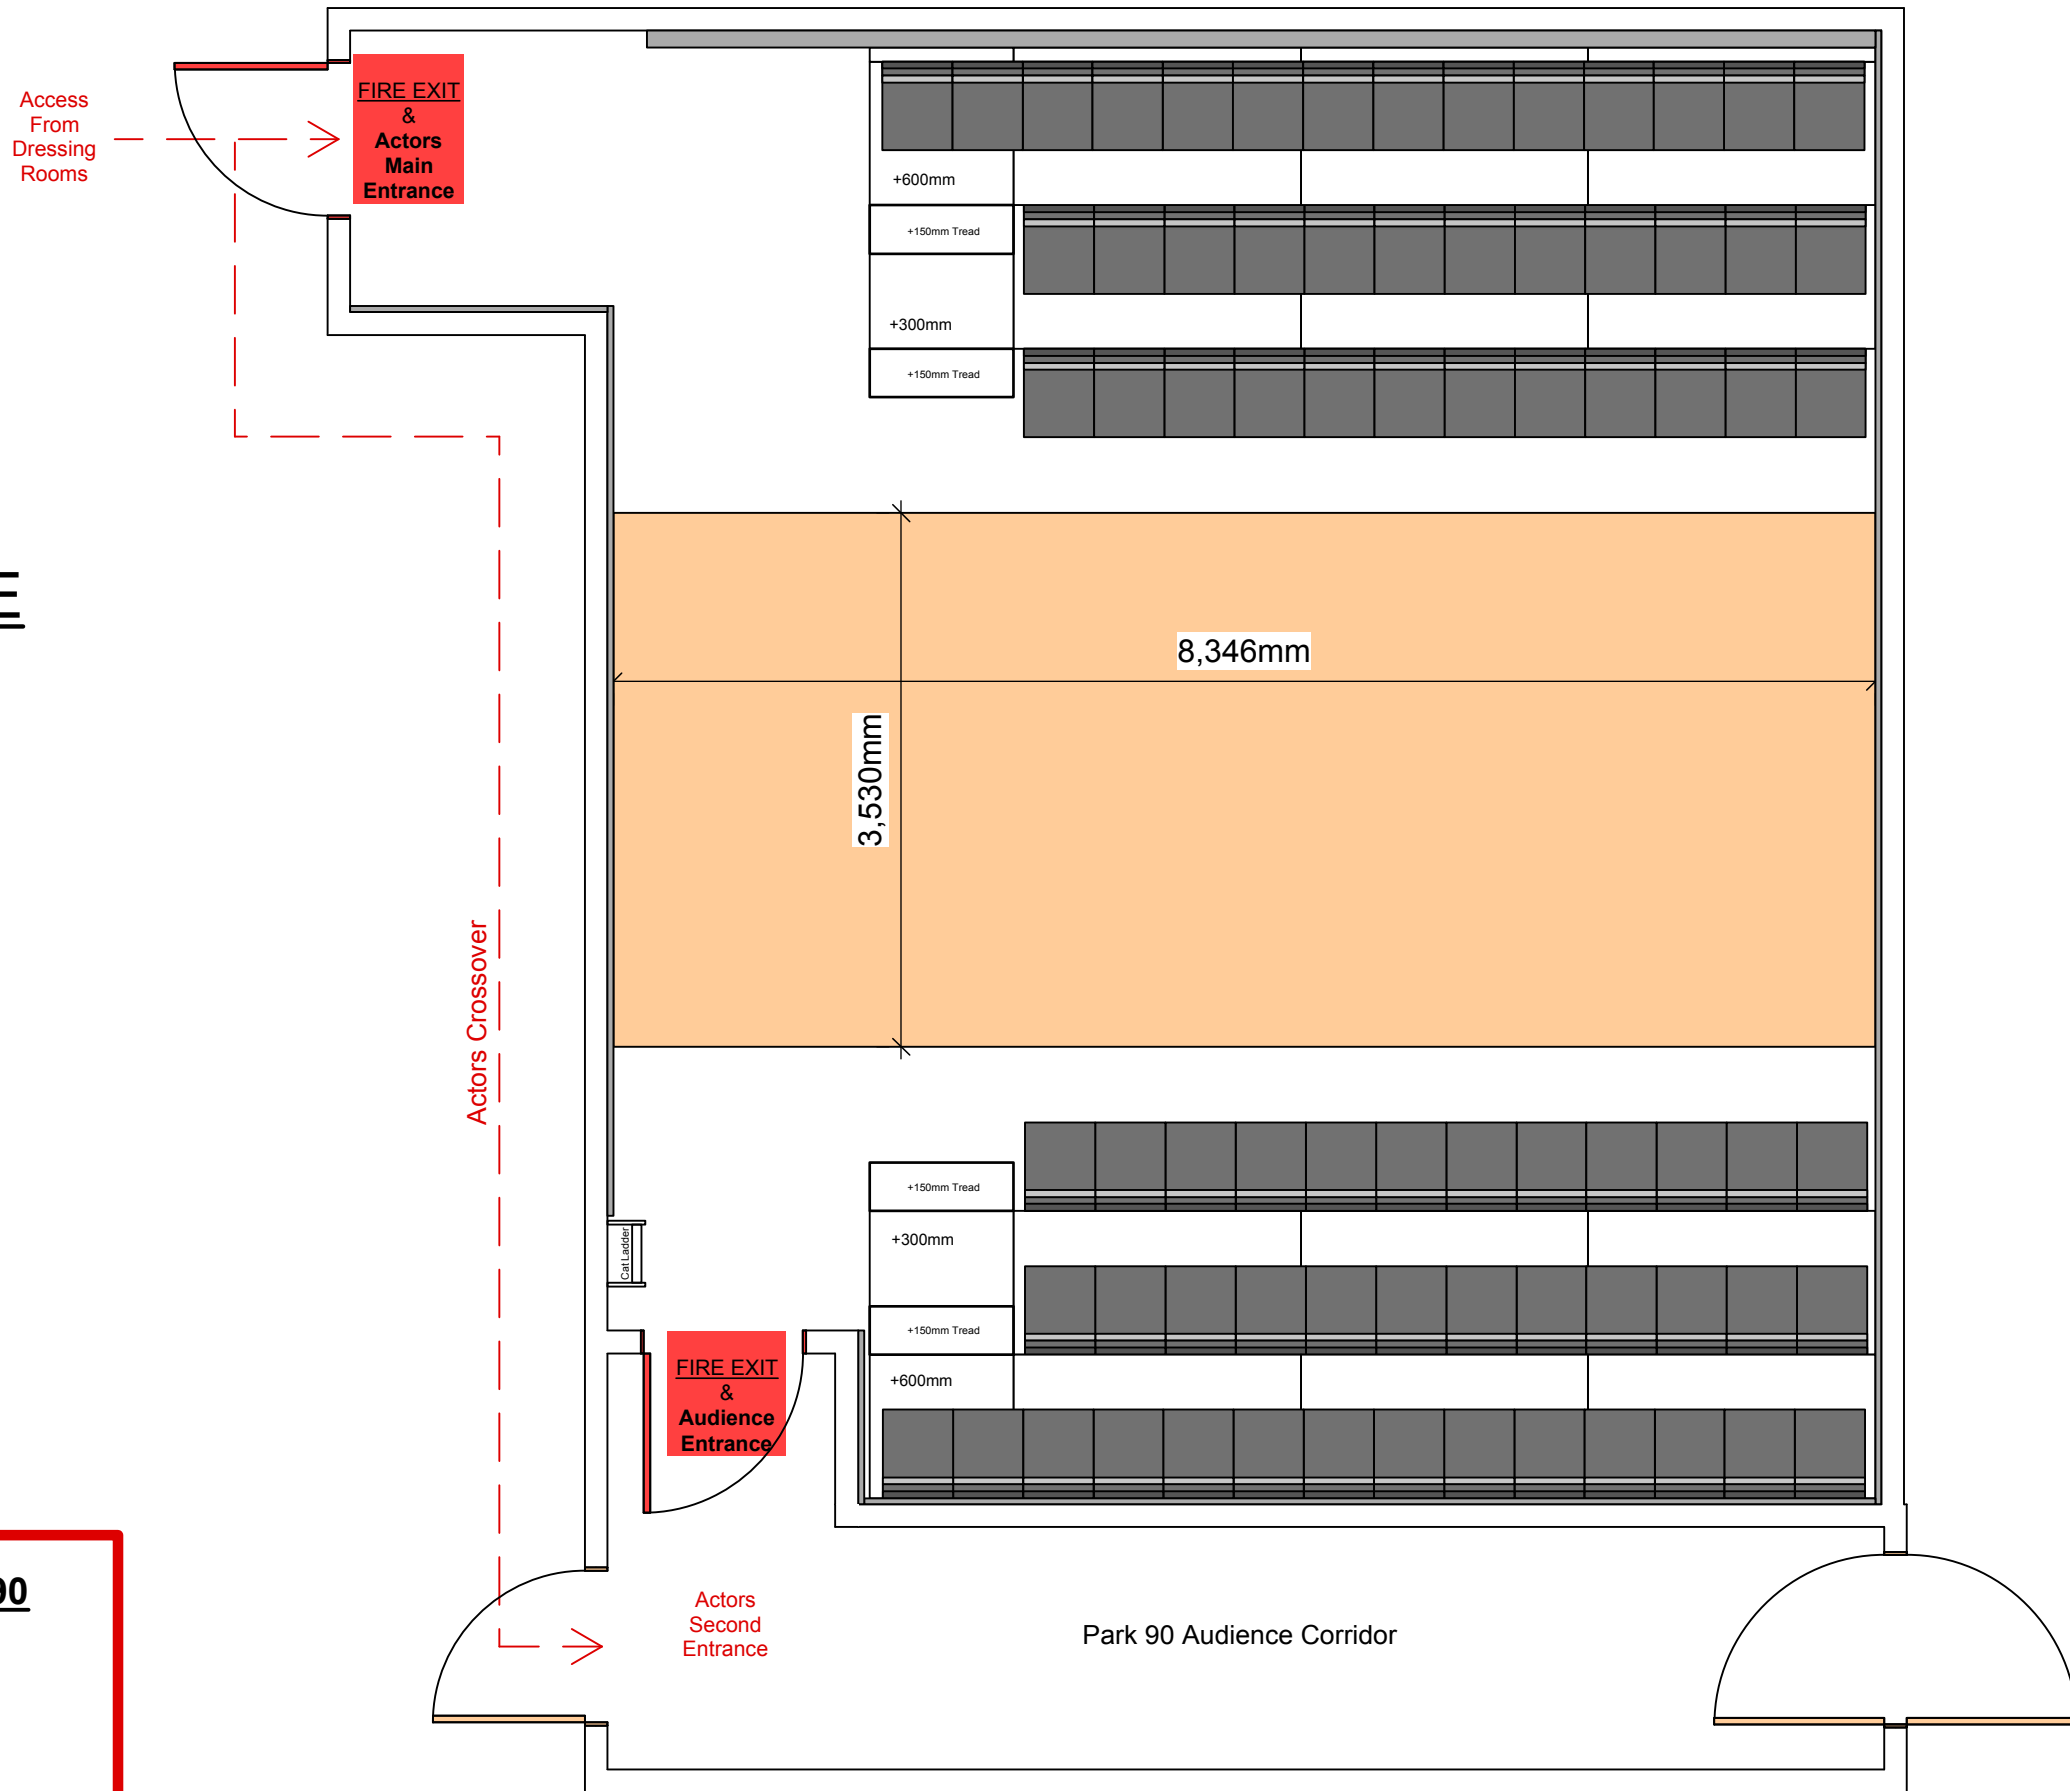 FIRE EXIT
&
Actors
Main
Entrance
Access
From
Dressing
Rooms
+600mm
+150mm Tread
+300mm
+150mm Tread
8,346mm
3,530mm
Actors Crossover
+150mm Tread
+300mm
Cat Ladder
+150mm Tread
+600mm
FIRE EXIT
&
Audience
Entrance
90
Actors
Second
Entrance
Park 90 Audience Corridor